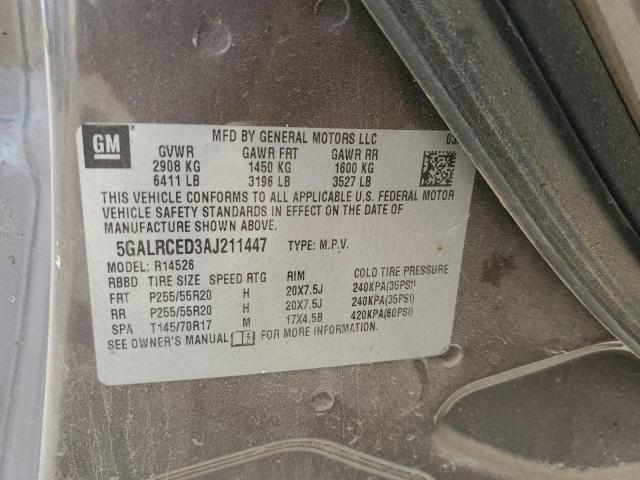 GM
MFD BY GENERAL MOTORS LLC
GVWR GAWR FRT GAWR RR
2908 KG 1450 KG 1600 KG
6411 LB 3196 LB 3527 LB
THIS VEHICLE CONFORMS TO ALL APPLICABLE U.S. FEDERAL MOTOR
VEHICLE SAFETY STANDARDS IN EFFECT ON THE DATE OF
MANUFACTURE SHOWN ABOVE.
5GALRCED3AJ211447 TYPE: M.P.V.
MODEL: R14526
RBBD TIRE SIZE SPEED RTG RIM COLD TIRE PRESSURE
FRT P255/55R20 H 20X7.5J 240KPA(35PSI)
RR P255/55R20 H 20X7.5J 240KPA(35PSI)
SPA T145/70R17 M 17X4.5B 420KPA(60PSI)
SEE OWNER'S MANUAL FOR MORE INFORMATION.